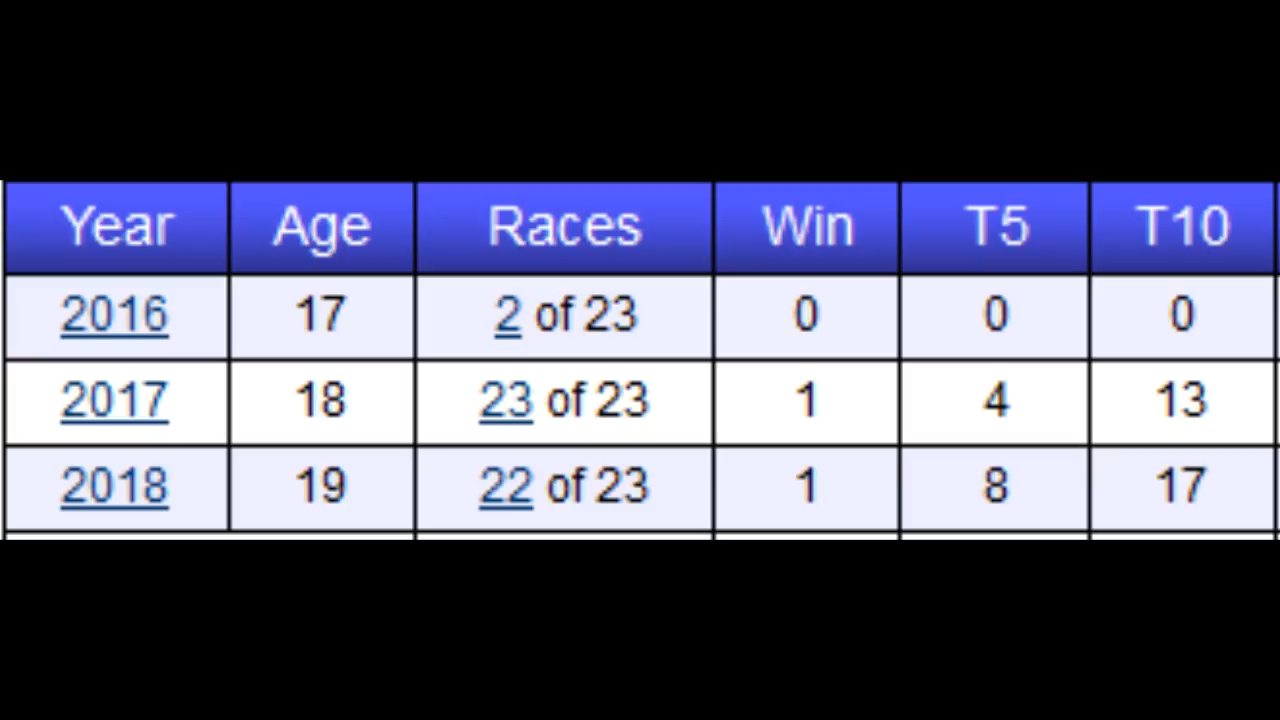 Year Age Races Win T5 T10
2016 17 2 of 23 0 0 0
2017 18 23 of 23 1 4 13
2018 19 22 of 23 1 8 17